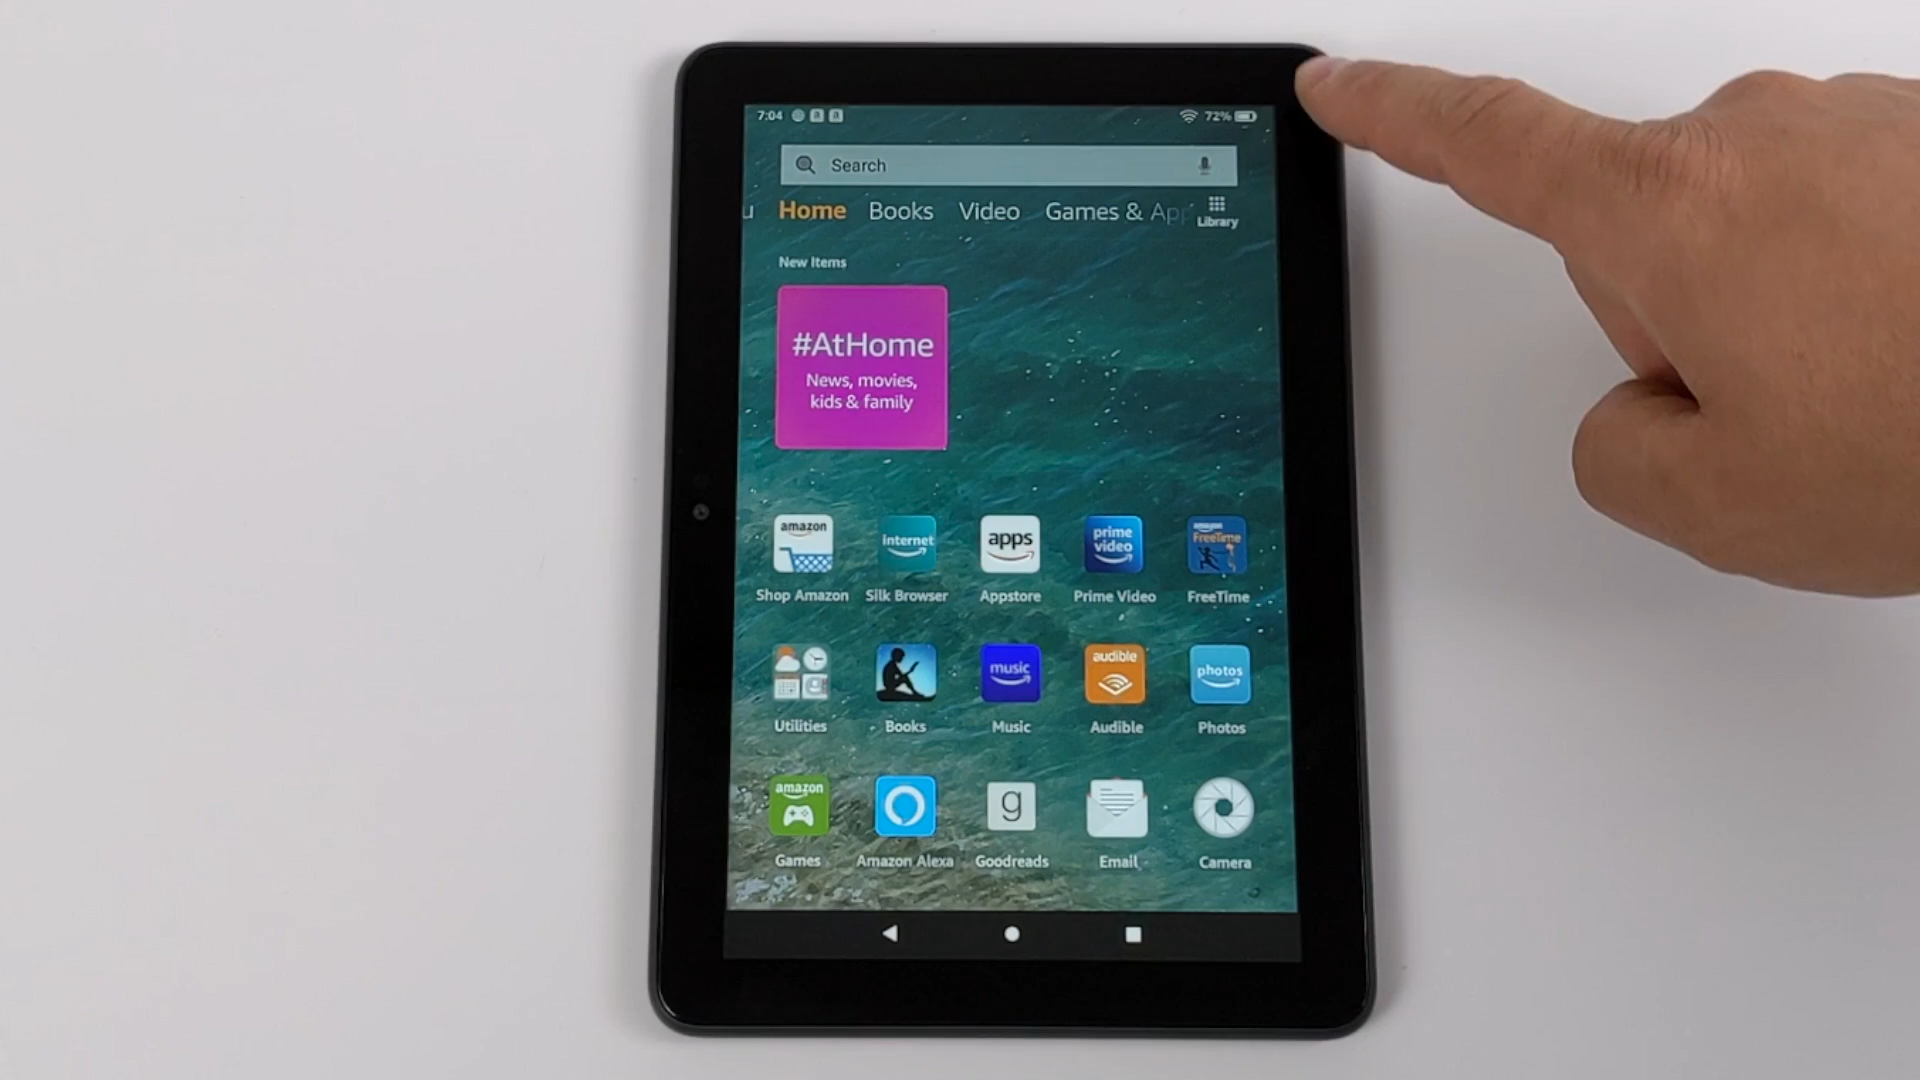 7:04 72%
Search
u Home Books Video Games & App
Library
New Items
#AtHome
News, movies,
kids & family
amazon
internet
apps
prime
video
amazon
FreeTime
Shop Amazon Silk Browser Appstore Prime Video FreeTime
music
audible
photos
Utilities Books Music Audible Photos
amazon
g
Games Amazon Alexa Goodreads Email Camera